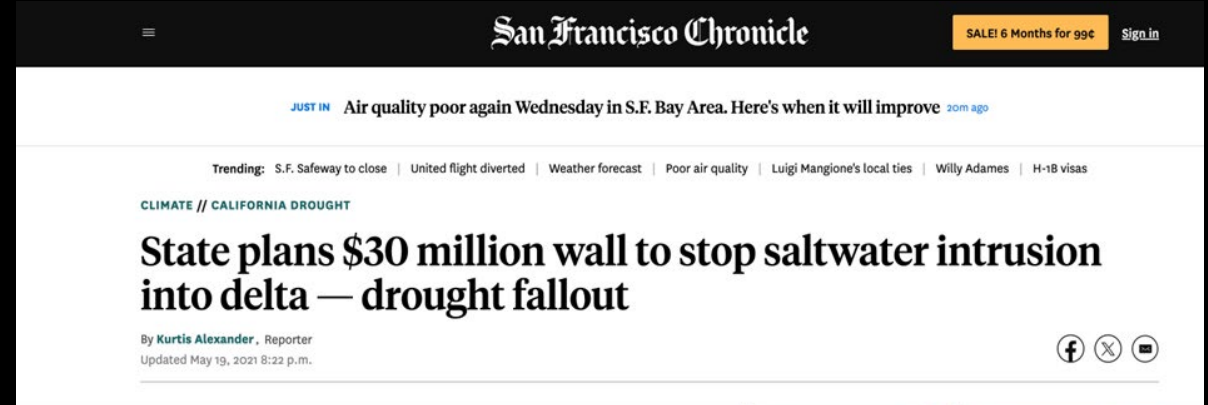 San Francisco Chronicle
SALE! 6 Months for 99¢
Sign in
JUST IN Air quality poor again Wednesday in S.F. Bay Area. Here's when it will improve 20m ago
Trending: S.F. Safeway to close | United flight diverted | Weather forecast | Poor air quality | Luigi Mangione's local ties | Willy Adames | H-1B visas
CLIMATE // CALIFORNIA DROUGHT
State plans $30 million wall to stop saltwater intrusion
into delta — drought fallout
By Kurtis Alexander, Reporter
Updated May 19, 2021 8:22 p.m.